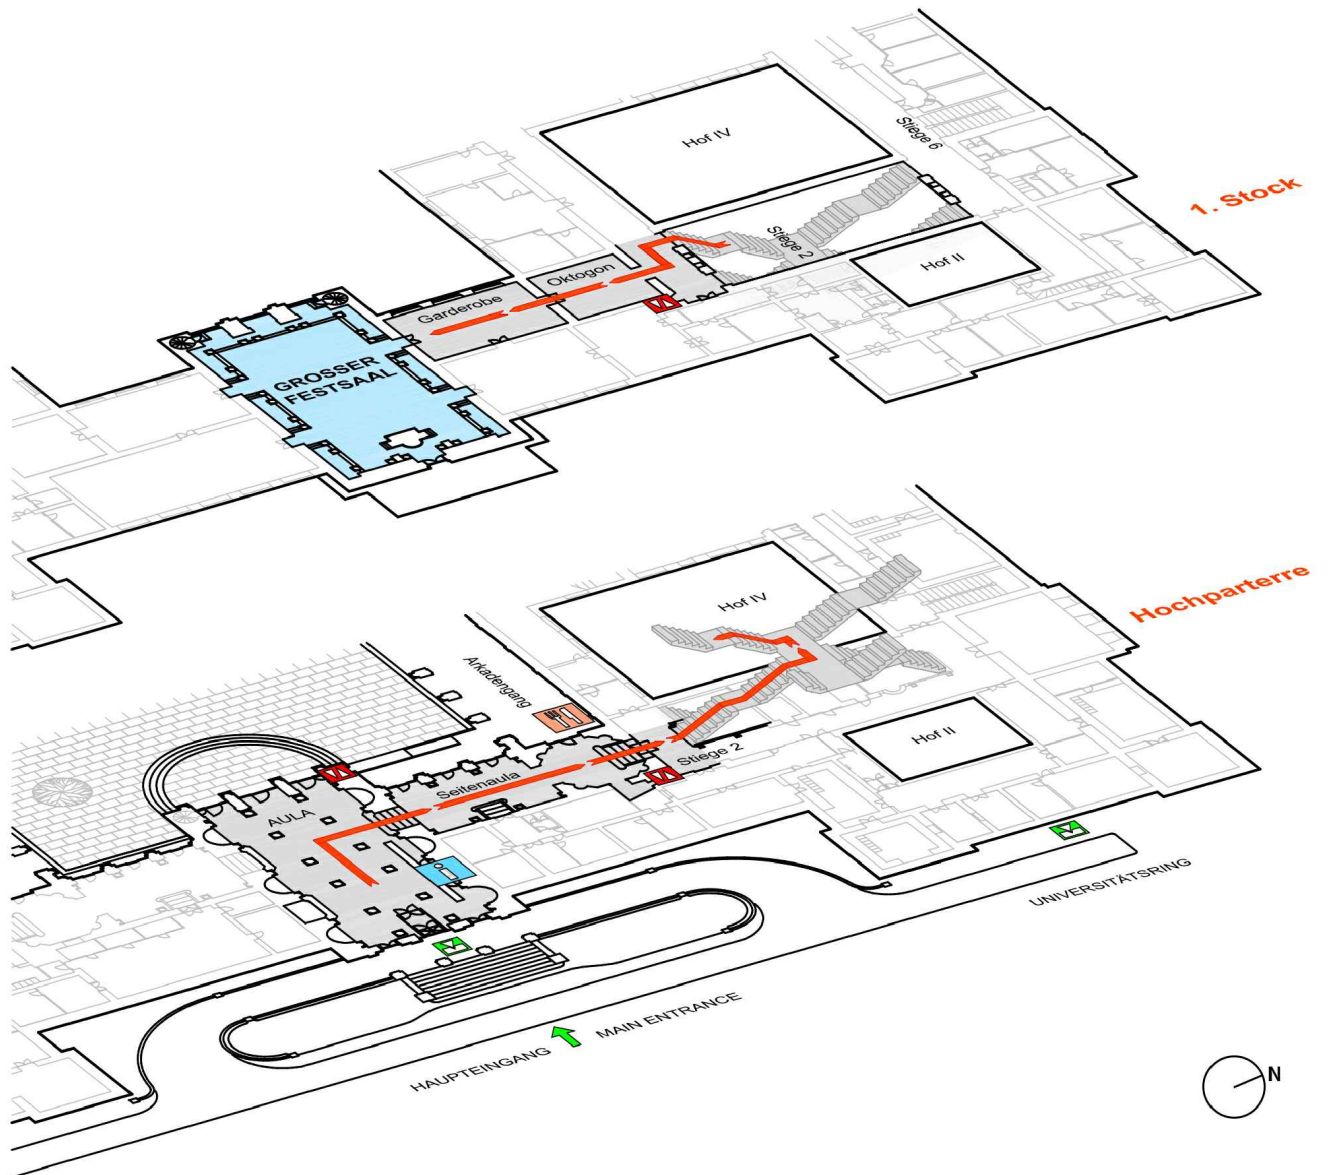 Hof IV
Stiege 6
1. Stock
Stiege 2
Hof II
Oktogon
Garderobe
GROSSER
FESTSAAL
Hochparterre
Hof IV
Arkadengang
Hof II
Stiege 2
Seitenaula
AULA
i
UNIVERSITÄTSRING
HAUPTEINGANG
MAIN ENTRANCE
N